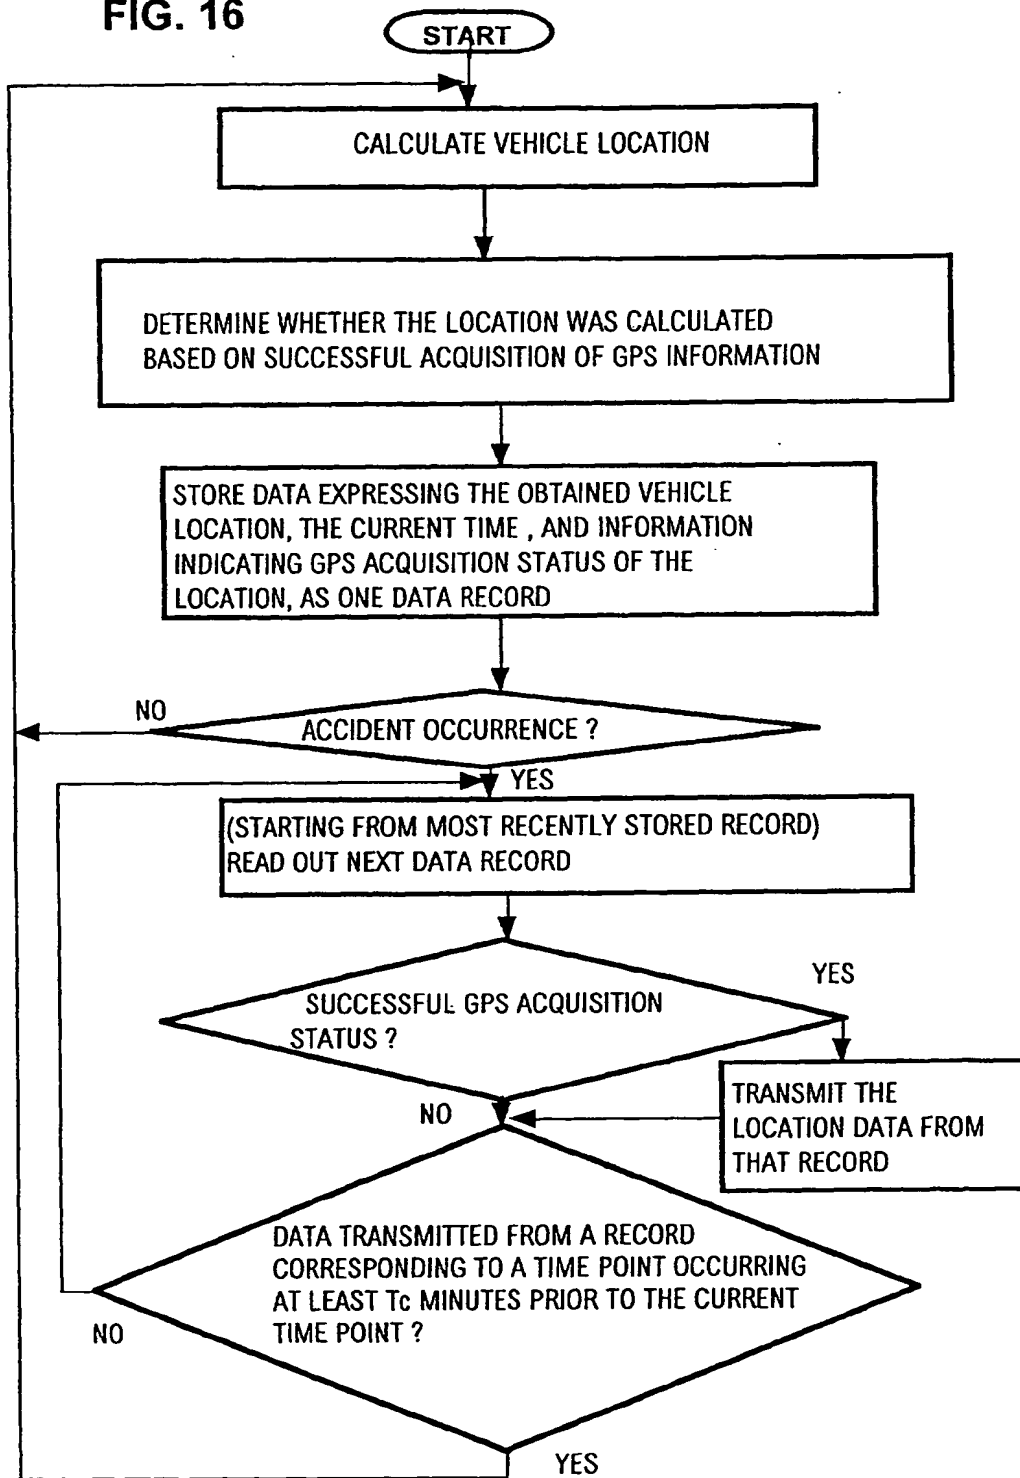 FIG. 16
START
CALCULATE VEHICLE LOCATION
DETERMINE WHETHER THE LOCATION WAS CALCULATED
BASED ON SUCCESSFUL ACQUISITION OF GPS INFORMATION
STORE DATA EXPRESSING THE OBTAINED VEHICLE
LOCATION, THE CURRENT TIME , AND INFORMATION
INDICATING GPS ACQUISITION STATUS OF THE
LOCATION, AS ONE DATA RECORD
NO
ACCIDENT OCCURRENCE ?
YES
(STARTING FROM MOST RECENTLY STORED RECORD)
READ OUT NEXT DATA RECORD
YES
SUCCESSFUL GPS ACQUISITION
STATUS ?
NO
TRANSMIT THE
LOCATION DATA FROM
THAT RECORD
DATA TRANSMITTED FROM A RECORD
CORRESPONDING TO A TIME POINT OCCURRING
AT LEAST Tc MINUTES PRIOR TO THE CURRENT
TIME POINT ?
NO
YES